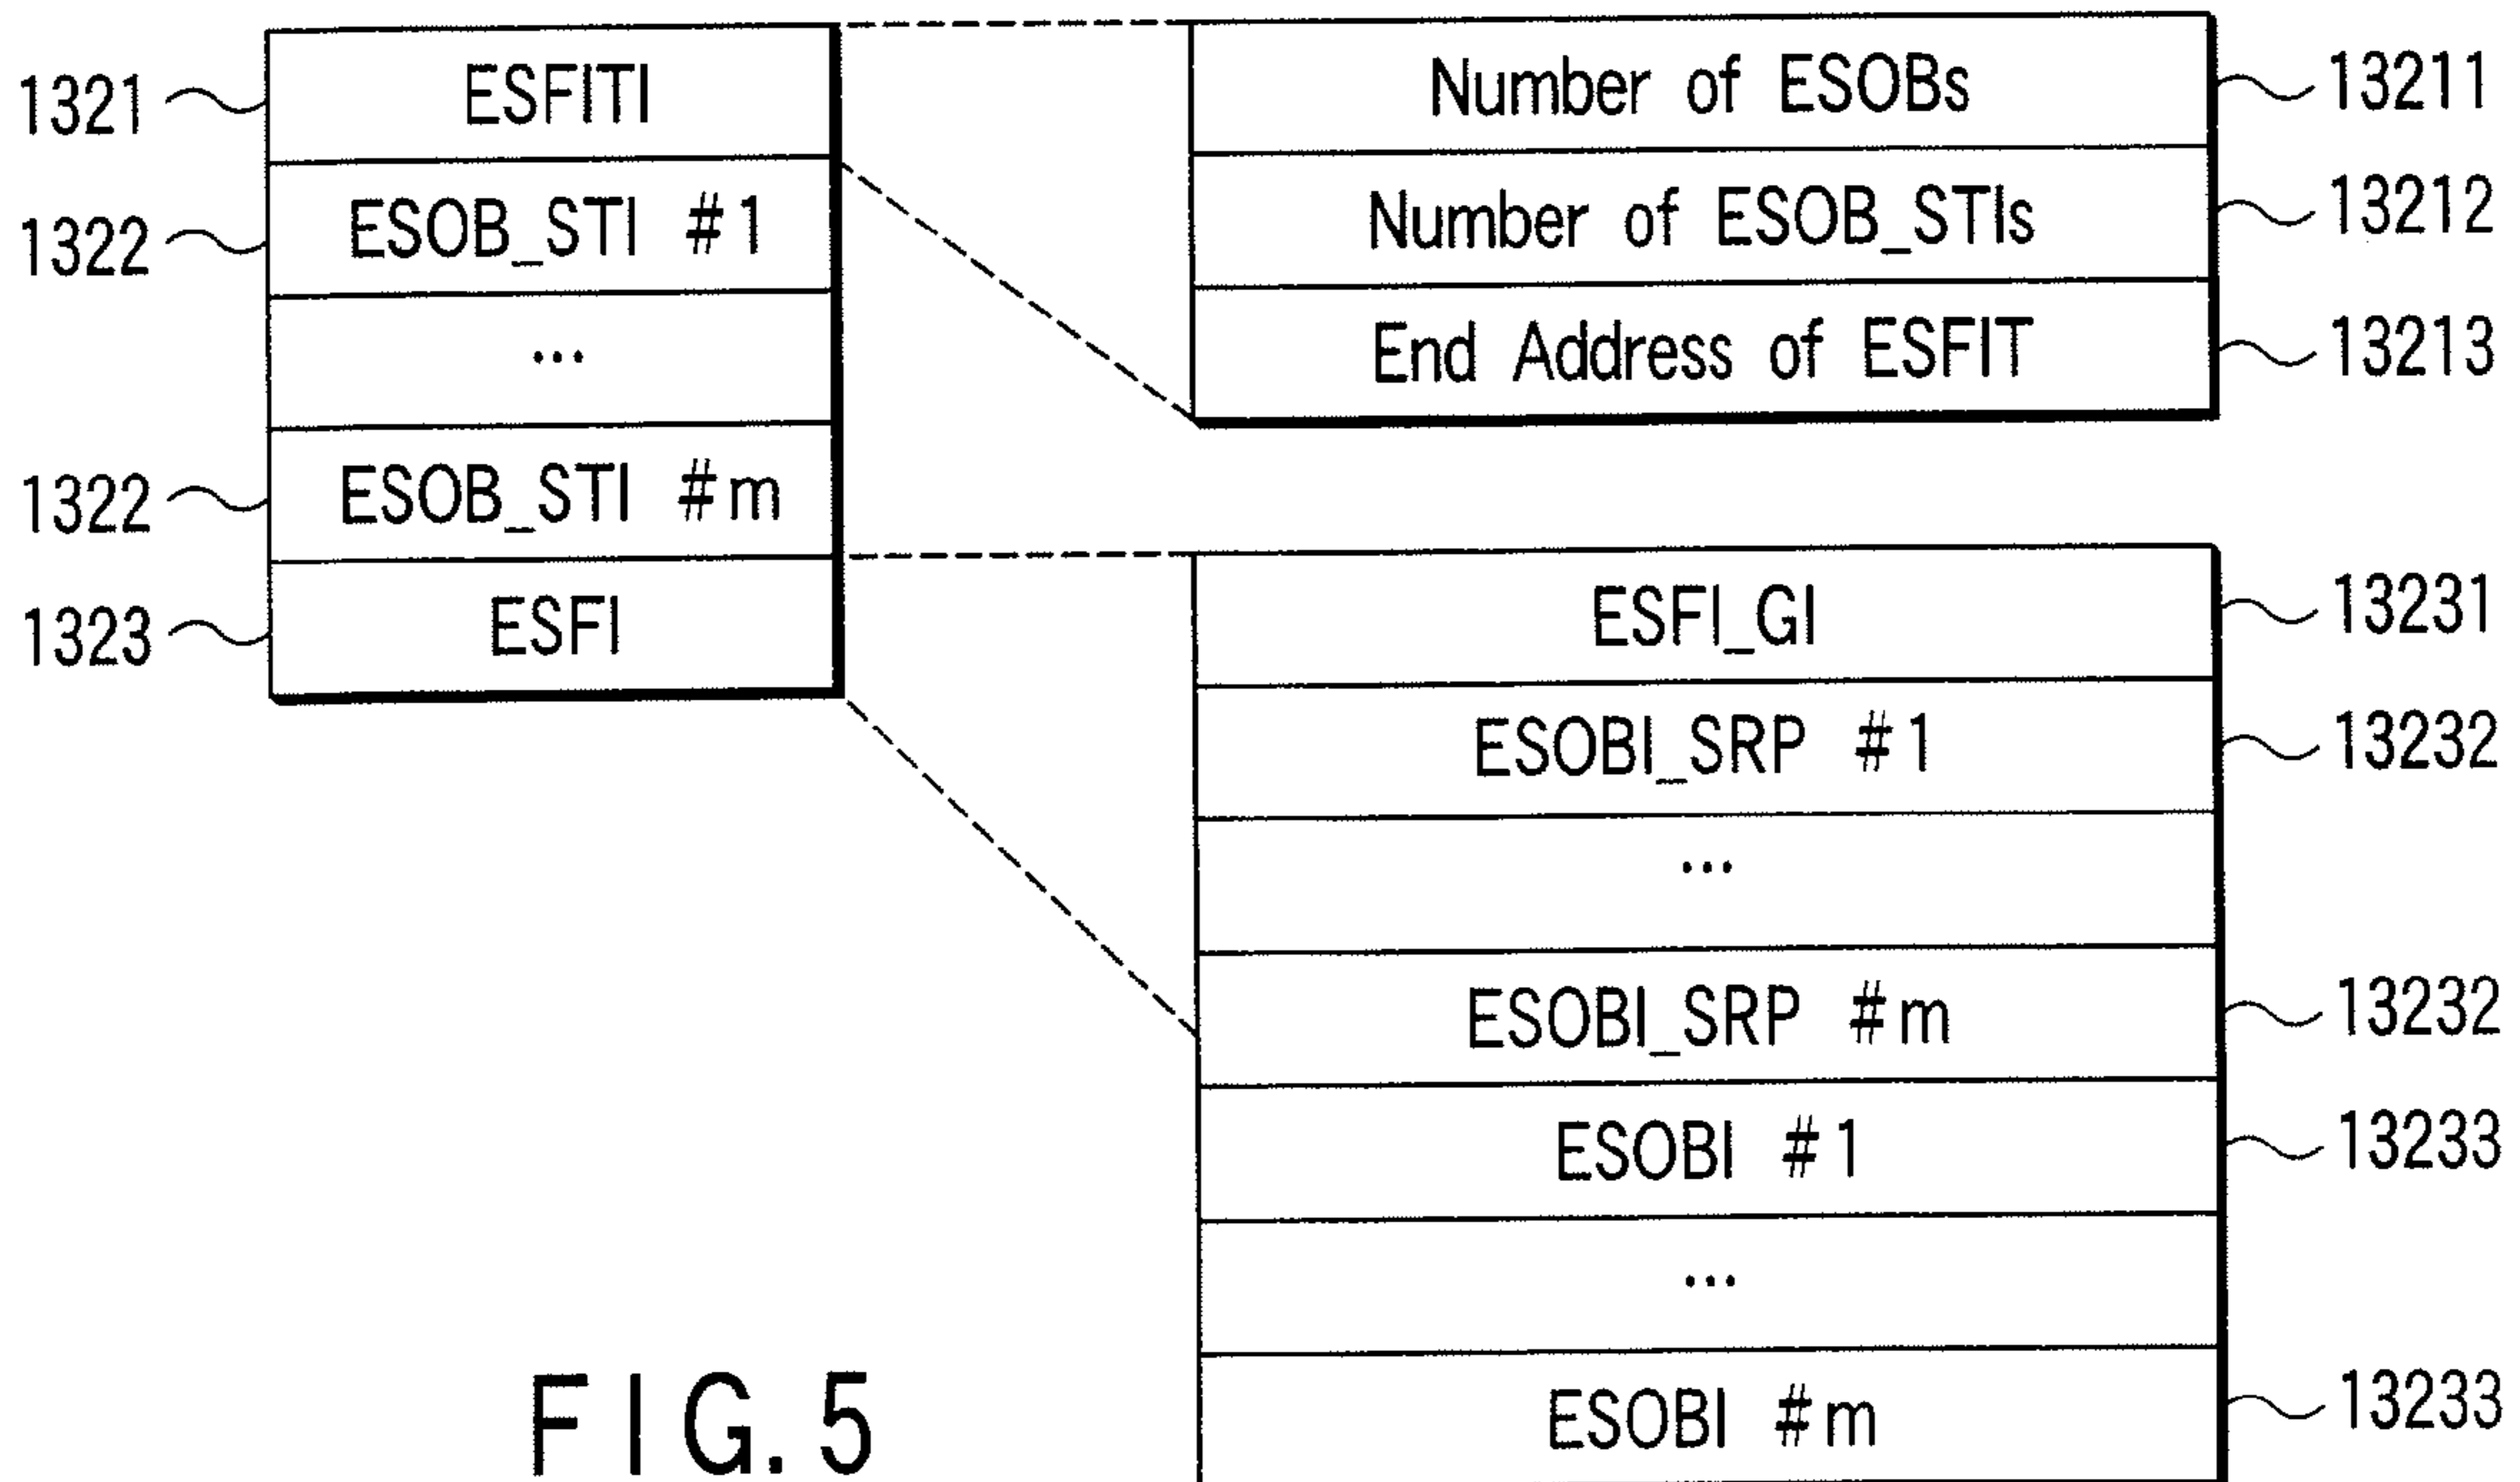 1321
ESFITI
1322
ESOB_STI #1
...
1322
ESOB_STI #m
1323
ESFI
Number of ESOBs
13211
Number of ESOB_STIs
13212
End Address of ESFIT
13213
ESFI_GI
13231
ESOBI_SRP #1
13232
...
ESOBI_SRP #m
13232
ESOBI #1
13233
...
ESOBI #m
13233
FIG. 5